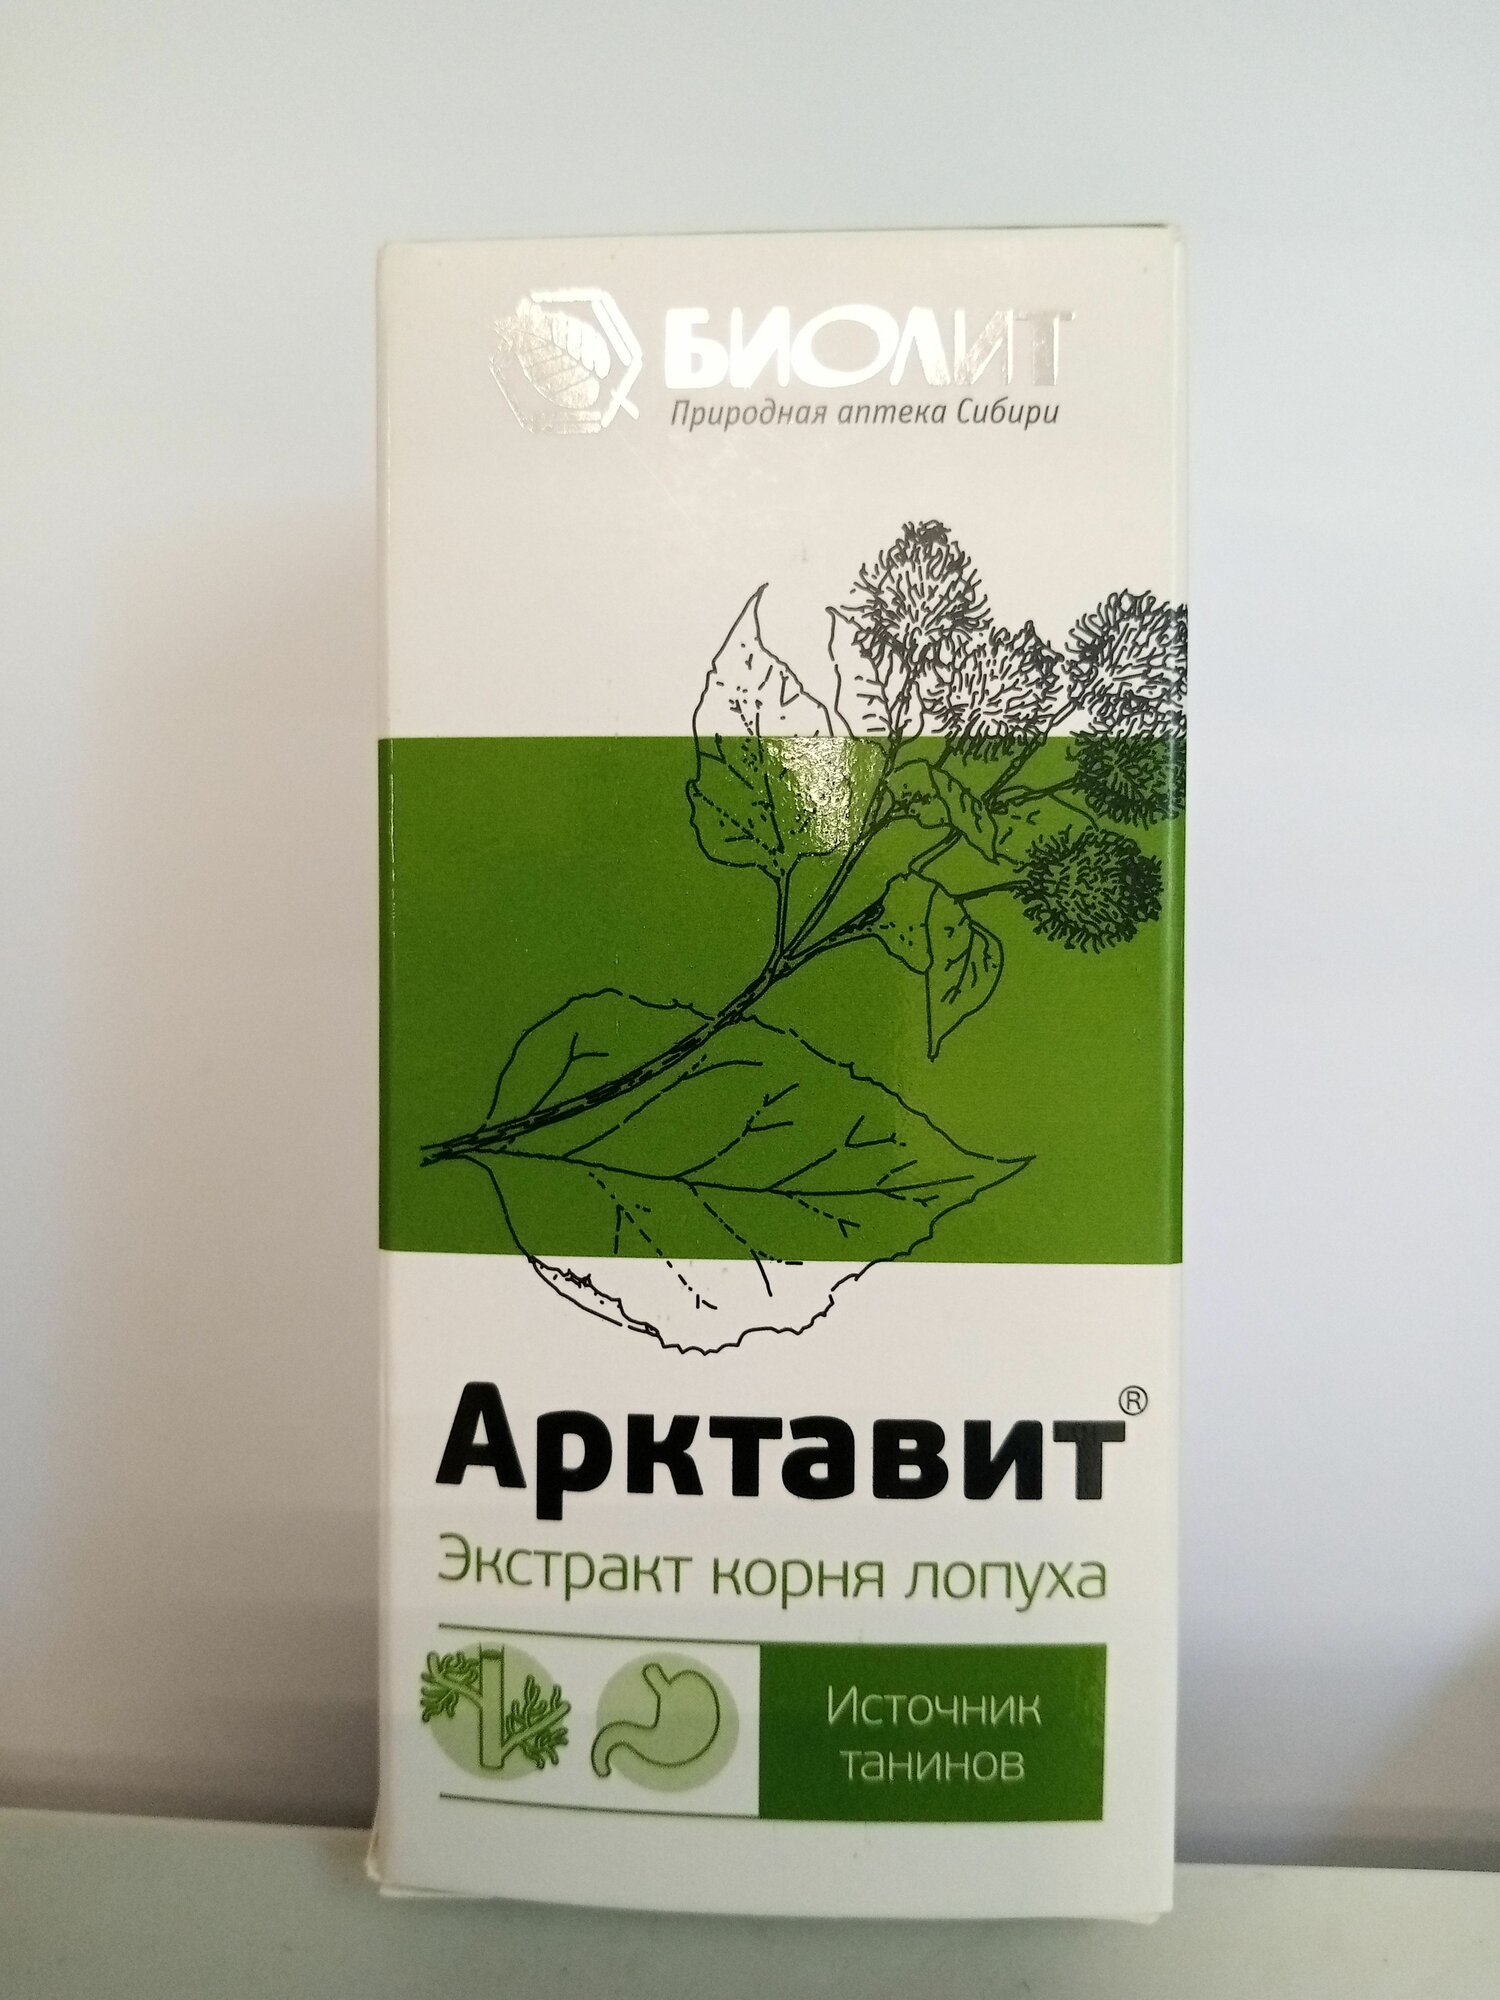 БИОЛИТ
Природная аптека Сибири
Арктавит®
Экстракт корня лопуха
Источник
танинов